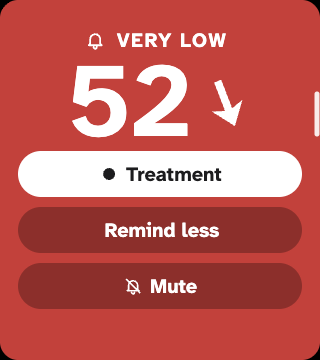 VERY LOW
52
Treatment
Remind less
Mute